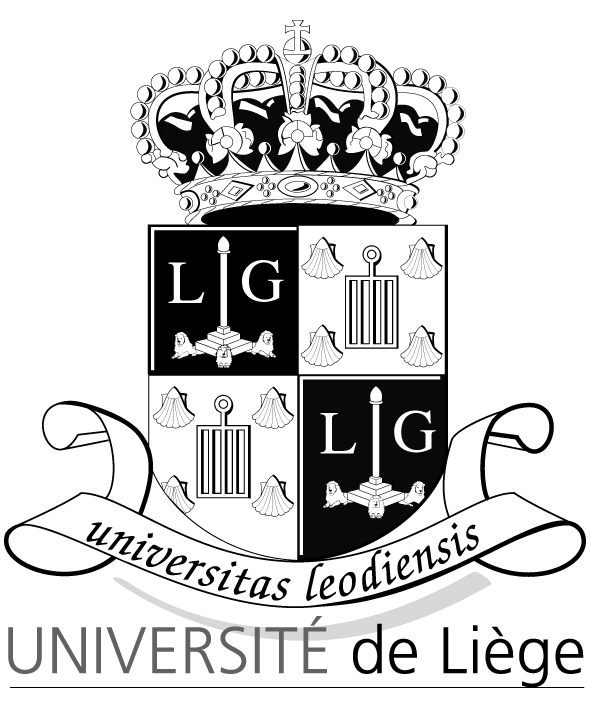 L G
L G
universitas leodiensis
UNIVERSITÉ de Liège